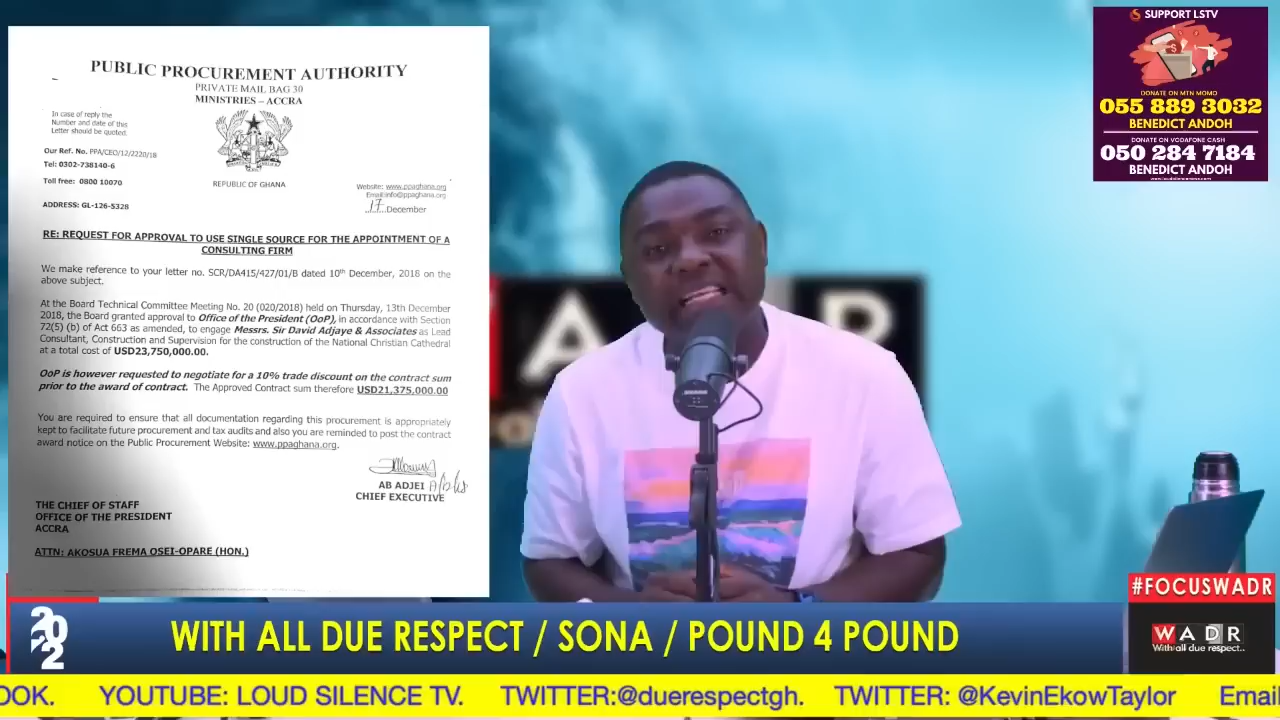 PUBLIC PROCUREMENT AUTHORITY
PRIVATE MAIL BAG 30
MINISTRIES – ACCRA
In case of reply the
Number and date of this
Letter should be quoted.
Our Ref. No. PPA/CEO/12/2220/18
Tel: 0302-738140-6
Toll free: 0800 10070
ADDRESS: GL-126-5328
REPUBLIC OF GHANA
Website: www.ppaghana.org
Email:info@ppaghana.org
17 December
RE: REQUEST FOR APPROVAL TO USE SINGLE SOURCE FOR THE APPOINTMENT OF A
CONSULTING FIRM
We make reference to your letter no. SCR/DA415/427/01/B dated 10th December, 2018 on the
above subject.
At the Board Technical Committee Meeting No. 20 (020/2018) held on Thursday, 13th December
2018, the Board granted approval to Office of the President (OoP), in accordance with Section
72(5) (b) of Act 663 as amended, to engage Messrs. Sir David Adjaye & Associates as Lead
Consultant, Construction and Supervision for the construction of the National Christian Cathedral
at a total cost of USD23,750,000.00.
OoP is however requested to negotiate for a 10% trade discount on the contract sum
prior to the award of contract. The Approved Contract sum therefore USD21,375,000.00
You are required to ensure that all documentation regarding this procurement is appropriately
kept to facilitate future procurement and tax audits and also you are reminded to post the contract
award notice on the Public Procurement Website: www.ppaghana.org.
AB ADJEI
CHIEF EXECUTIVE
THE CHIEF OF STAFF
OFFICE OF THE PRESIDENT
ACCRA
ATTN: AKOSUA FREMA OSEI-OPARE (HON.)
SUPPORT LSTV
DONATE ON MTN MOMO
055 889 3032
BENEDICT ANDOH
DONATE ON VODAFONE CASH
050 284 7184
BENEDICT ANDOH
A D R
#FOCUSWADR
WADR
With all due respect..
2022
WITH ALL DUE RESPECT / SONA / POUND 4 POUND
OOK. YOUTUBE: LOUD SILENCE TV. TWITTER:@duerespectgh. TWITTER: @KevinEkowTaylor Email